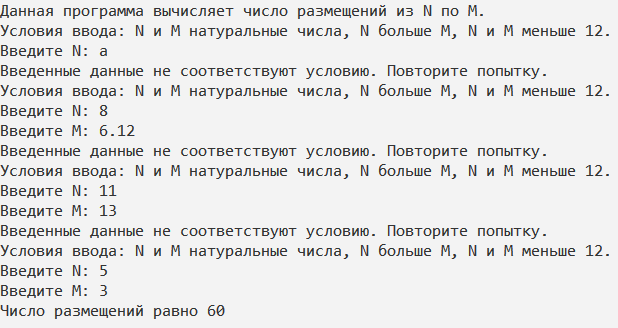 Данная программа вычисляет число размещений из N по M.
Условия ввода: N и M натуральные числа, N больше M, N и M меньше 12.
Введите N: a
Введенные данные не соответствуют условию. Повторите попытку.
Условия ввода: N и M натуральные числа, N больше M, N и M меньше 12.
Введите N: 8
Введите M: 6.12
Введенные данные не соответствуют условию. Повторите попытку.
Условия ввода: N и M натуральные числа, N больше M, N и M меньше 12.
Введите N: 11
Введите M: 13
Введенные данные не соответствуют условию. Повторите попытку.
Условия ввода: N и M натуральные числа, N больше M, N и M меньше 12.
Введите N: 5
Введите M: 3
Число размещений равно 60